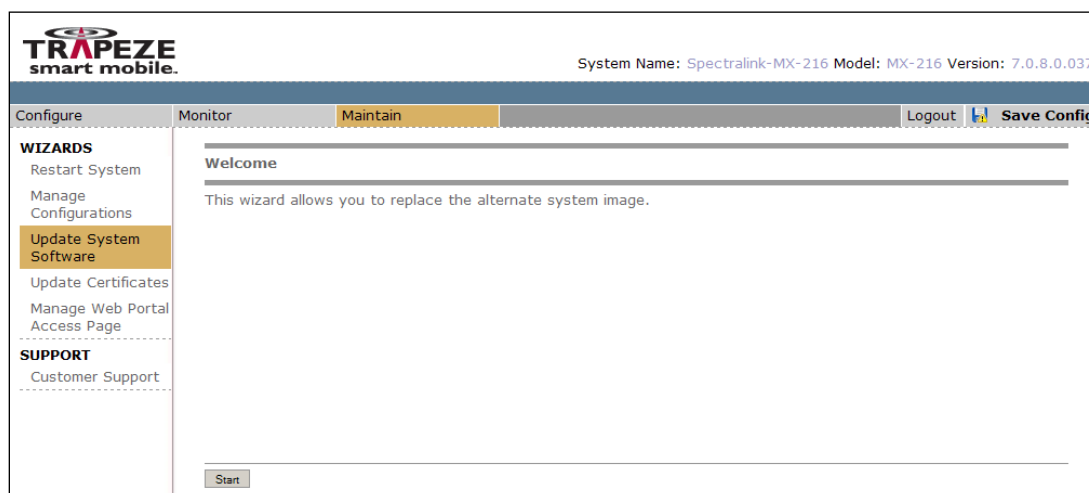 TRAPEZE
smart mobile.
System Name: Spectralink-MX-216 Model: MX-216 Version: 7.0.8.0.037
Configure Monitor Maintain Logout Save Config
WIZARDS
Restart System
Manage
Configurations
Update System
Software
Update Certificates
Manage Web Portal
Access Page
SUPPORT
Customer Support
Welcome
This wizard allows you to replace the alternate system image.
Start